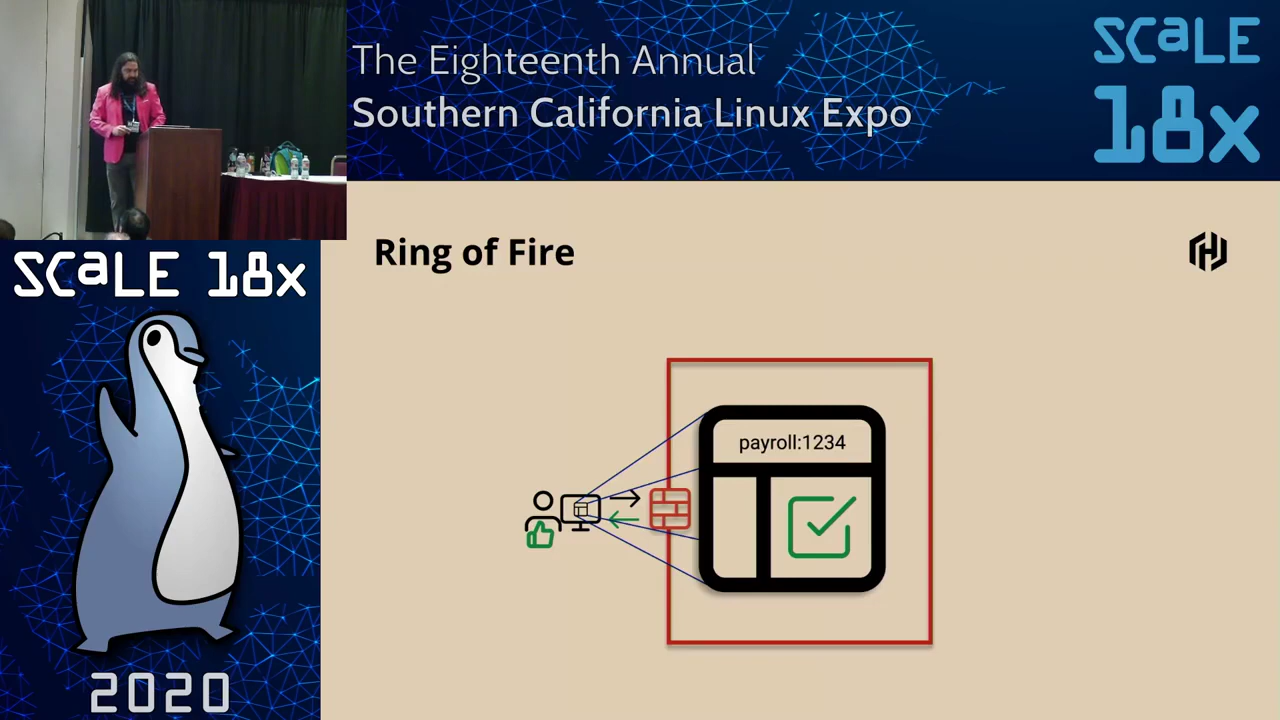 The Eighteenth Annual
Southern California Linux Expo
SCaLE
18x
SCaLE 18x
2020
Ring of Fire
payroll:1234